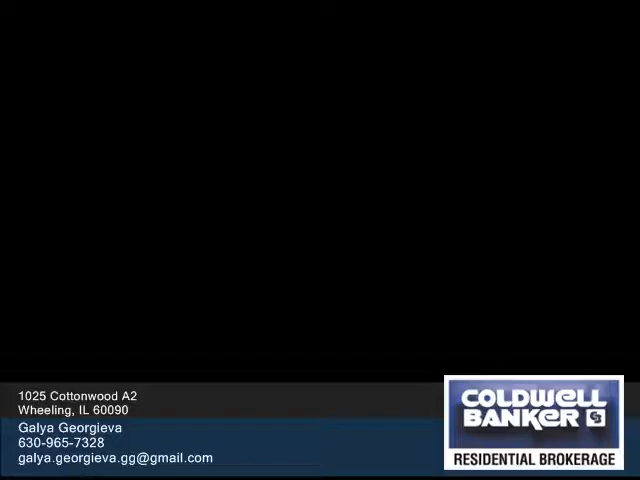 1025 Cottonwood A2
Wheeling, IL 60090
Galya Georgieva
630-965-7328
galya.georgieva.gg@gmail.com
COLDWELL
BANKER CB
RESIDENTIAL BROKERAGE